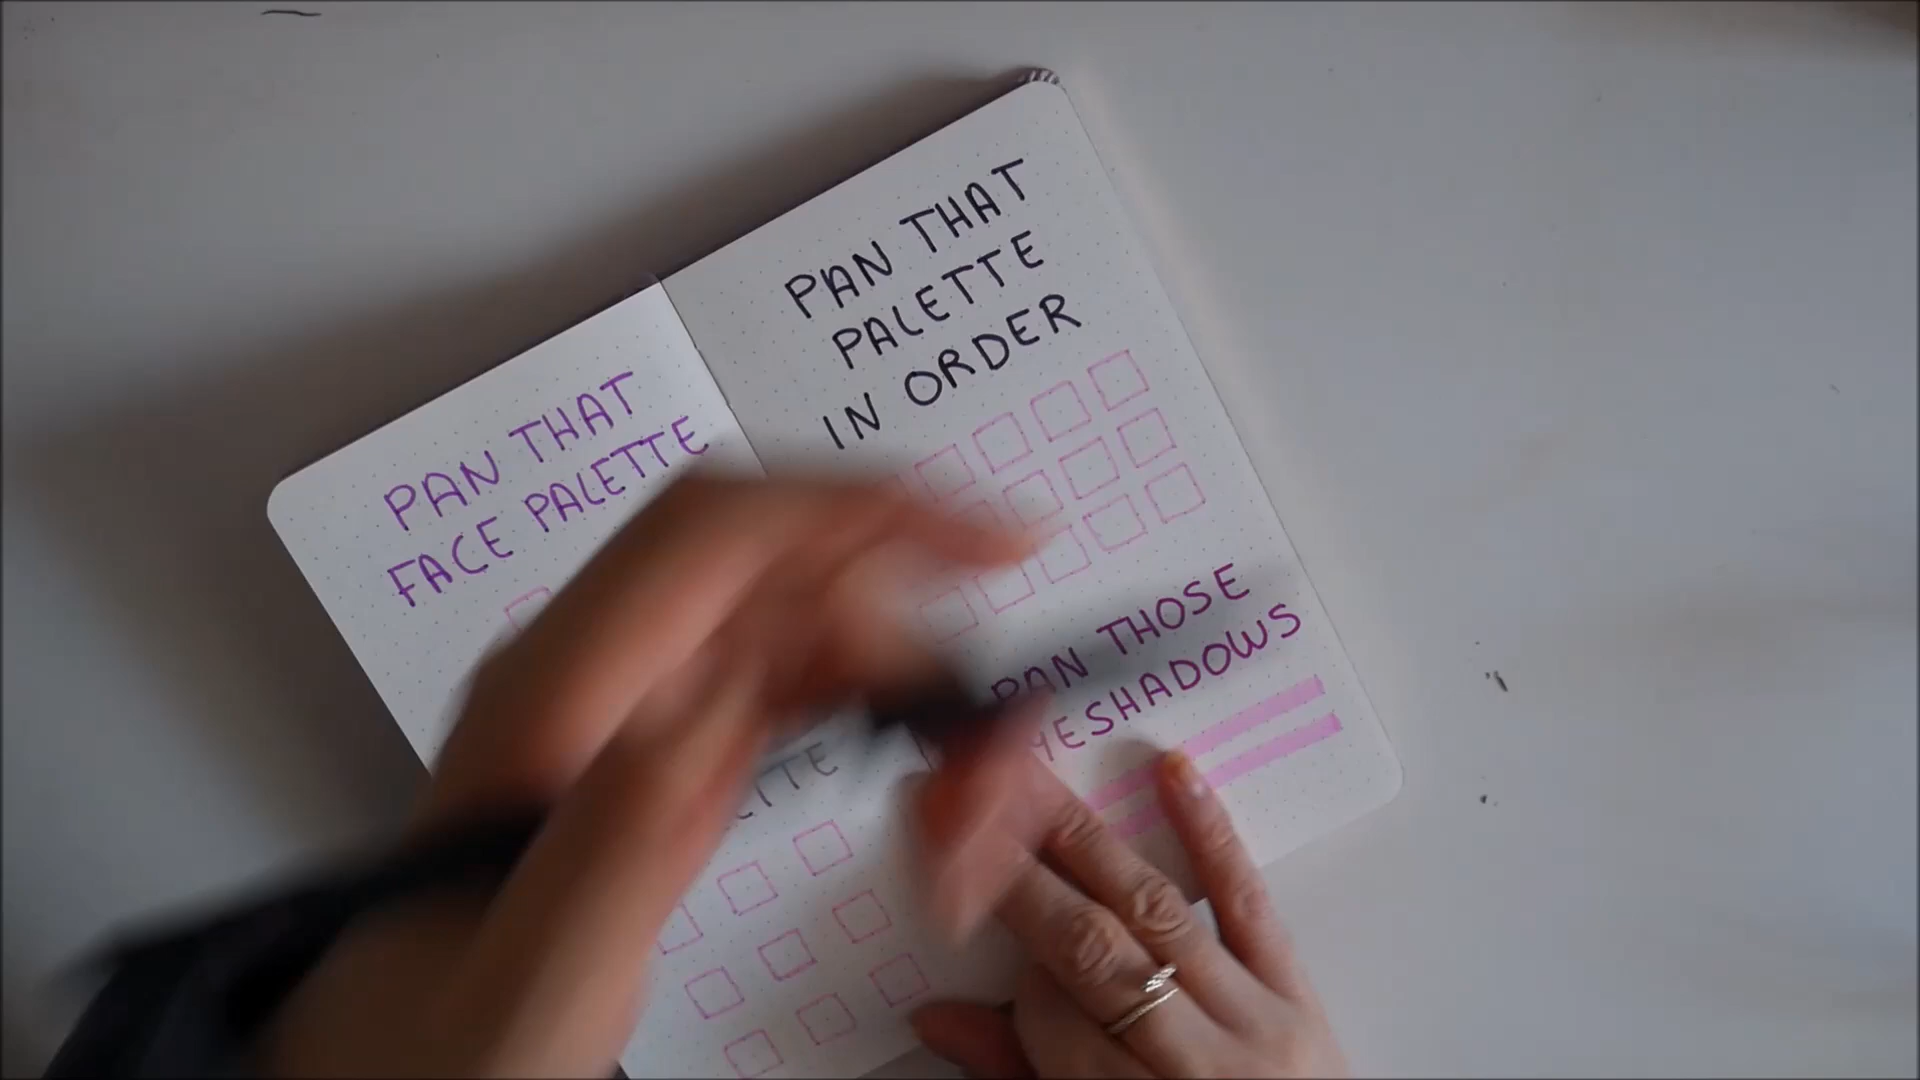 PAN THAT
FACE PALETTE
PAN THAT
PALETTE
IN ORDER
PAN THOSE
EYESHADOWS